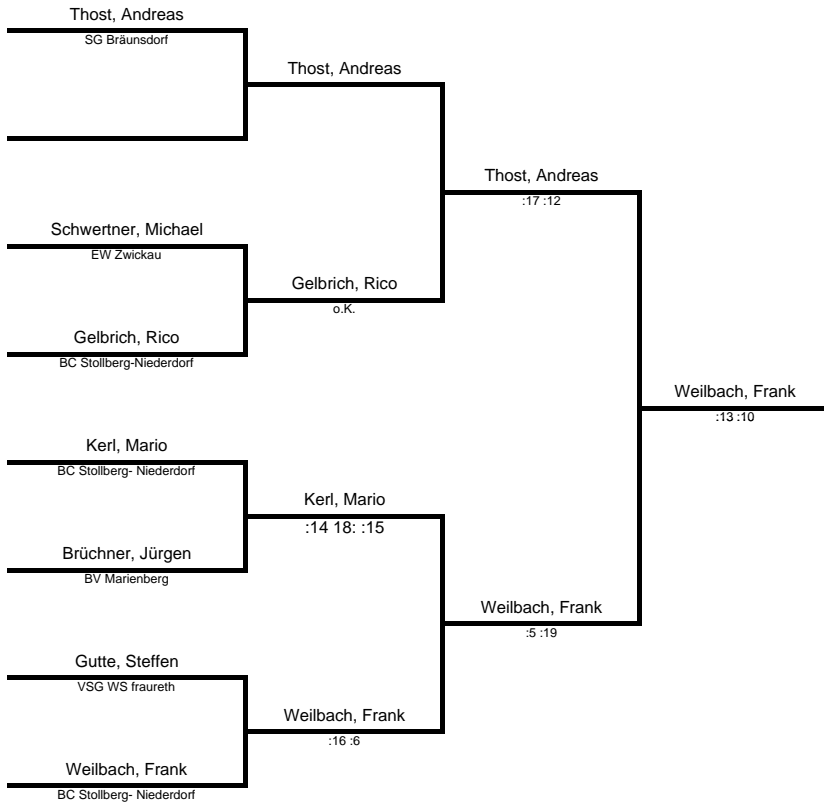 Thost, Andreas
SG Bräunsdorf
Thost, Andreas
Thost, Andreas
:17 :12
Schwertner, Michael
EW Zwickau
Gelbrich, Rico
o.K.
Gelbrich, Rico
BC Stollberg-Niederdorf
Weilbach, Frank
:13 :10
Kerl, Mario
BC Stollberg- Niederdorf
Kerl, Mario
:14 18: :15
Brüchner, Jürgen
BV Marienberg
Weilbach, Frank
:5 :19
Gutte, Steffen
VSG WS fraureth
Weilbach, Frank
:16 :6
Weilbach, Frank
BC Stollberg- Niederdorf